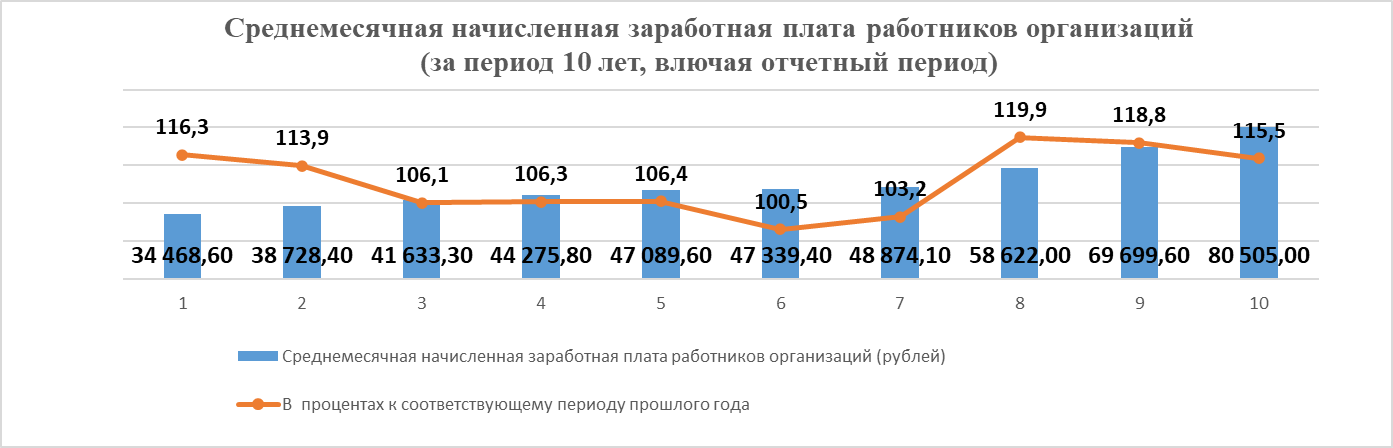 Среднемесячная начисленная заработная плата работников организаций
(за период 10 лет, влючая отчетный период)
116,3 113,9 106,1 106,3 106,4 100,5 103,2 119,9 118,8 115,5
34 468,60 38 728,40 41 633,30 44 275,80 47 089,60 47 339,40 48 874,10 58 622,00 69 699,60 80 505,00
1 2 3 4 5 6 7 8 9 10
Среднемесячная начисленная заработная плата работников организаций (рублей)
В процентах к соответствующему периоду прошлого года